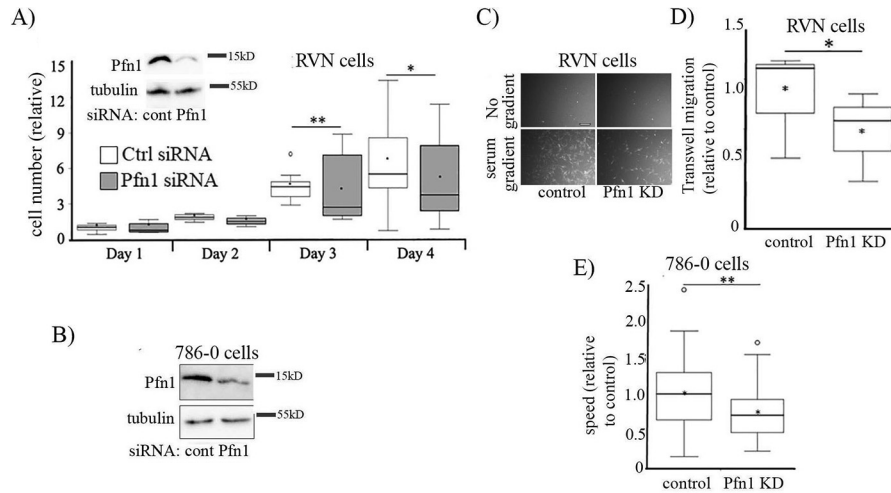 A)
15
12
9
6
3
0
cell number (relative)
Pfn1
15kD
tubulin
55kD
siRNA: cont Pfn1
RVN cells
Ctrl siRNA
Pfn1 siRNA
**
*
Day 1
Day 2
Day 3
Day 4
B)
786-0 cells
Pfn1
15kD
tubulin
55kD
siRNA: cont Pfn1
C)
RVN cells
No
gradient
serum
gradient
control
Pfn1 KD
D)
RVN cells
1.5
1.0
0.5
0
Transwell migration
(relative to control)
*
control
Pfn1 KD
E)
786-0 cells
2.5
2.0
1.5
1.0
0.5
0
speed (relative
to control)
**
control
Pfn1 KD